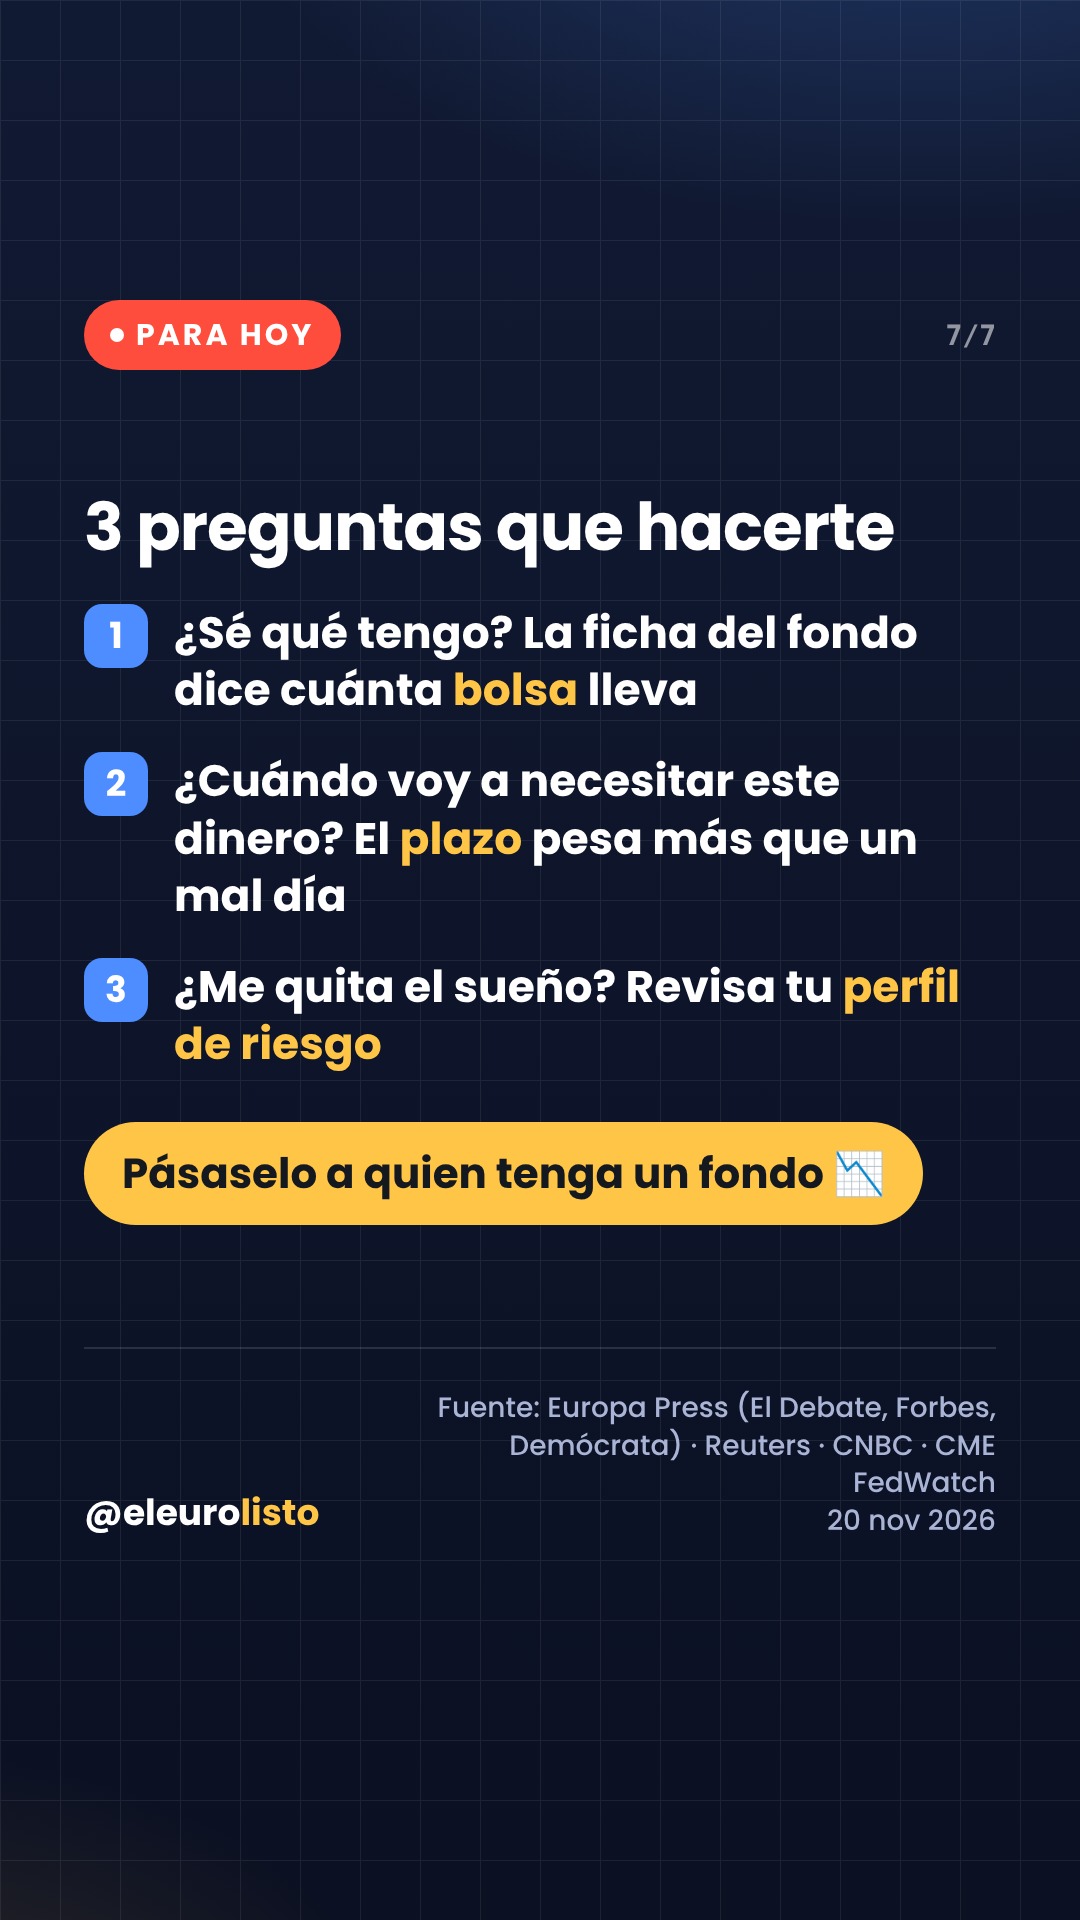 PARA HOY
7/7
3 preguntas que hacerte
1
¿Sé qué tengo? La ficha del fondo
dice cuánta bolsa lleva
2
¿Cuándo voy a necesitar este
dinero? El plazo pesa más que un
mal día
3
¿Me quita el sueño? Revisa tu perfil
de riesgo
Pásaselo a quien tenga un fondo 📉
Fuente: Europa Press (El Debate, Forbes,
Demócrata) · Reuters · CNBC · CME
FedWatch
20 nov 2026
@eleurolisto